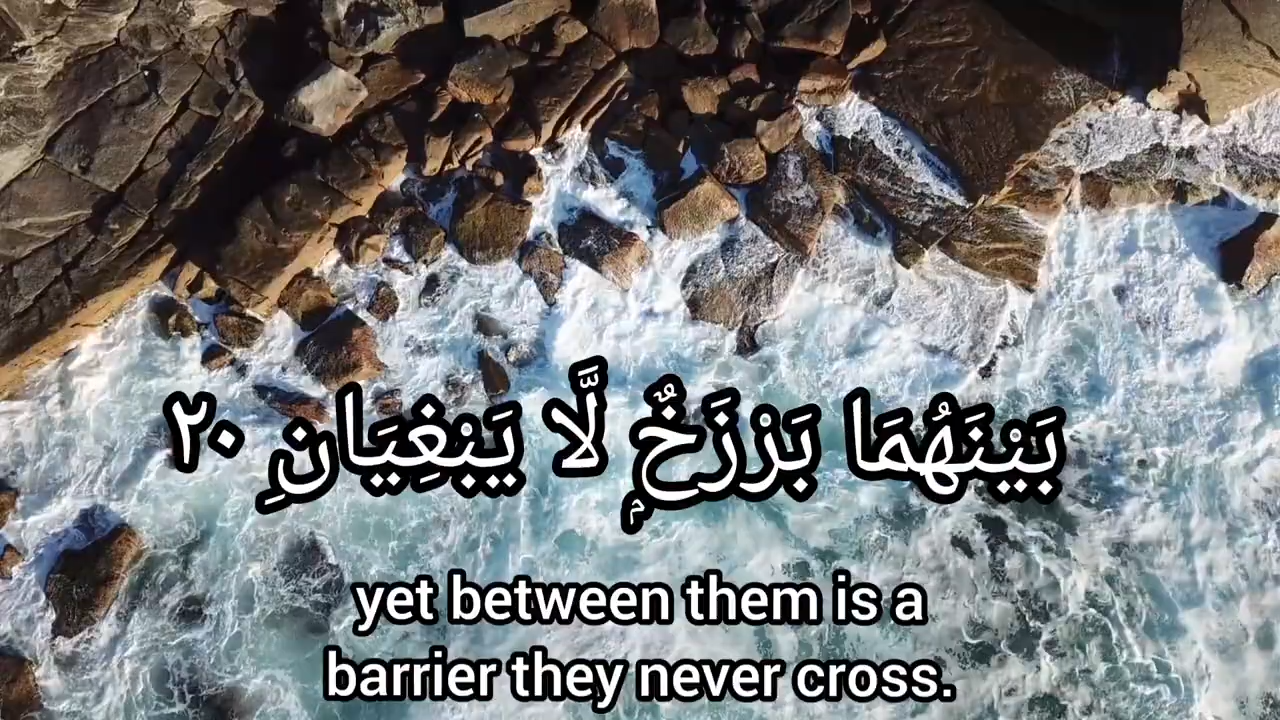 بَيْنَهُمَا بَرْزَخٌۭ لَّا يَبْغِيَانِ ٢٠
yet between them is a
barrier they never cross.